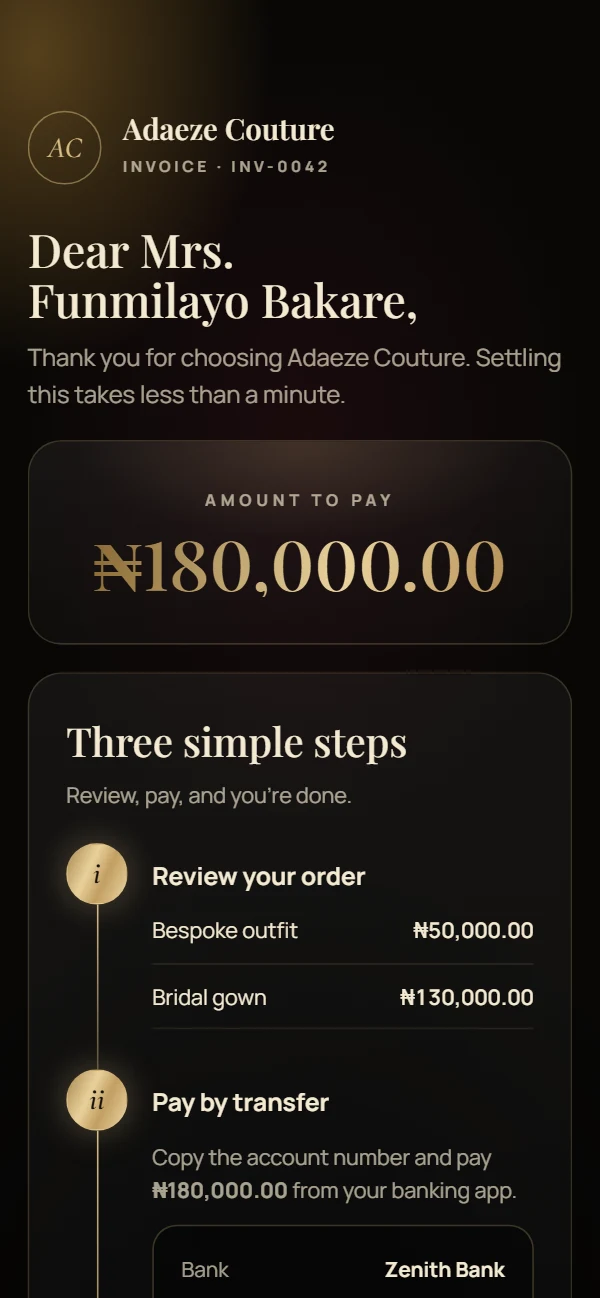 AC
Adaeze Couture
INVOICE · INV-0042
Dear Mrs.
Funmilayo Bakare,
Thank you for choosing Adaeze Couture. Settling
this takes less than a minute.
AMOUNT TO PAY
₦180,000.00
Three simple steps
Review, pay, and you’re done.
i
Review your order
Bespoke outfit ₦50,000.00
Bridal gown ₦130,000.00
ii
Pay by transfer
Copy the account number and pay
₦180,000.00 from your banking app.
Bank Zenith Bank